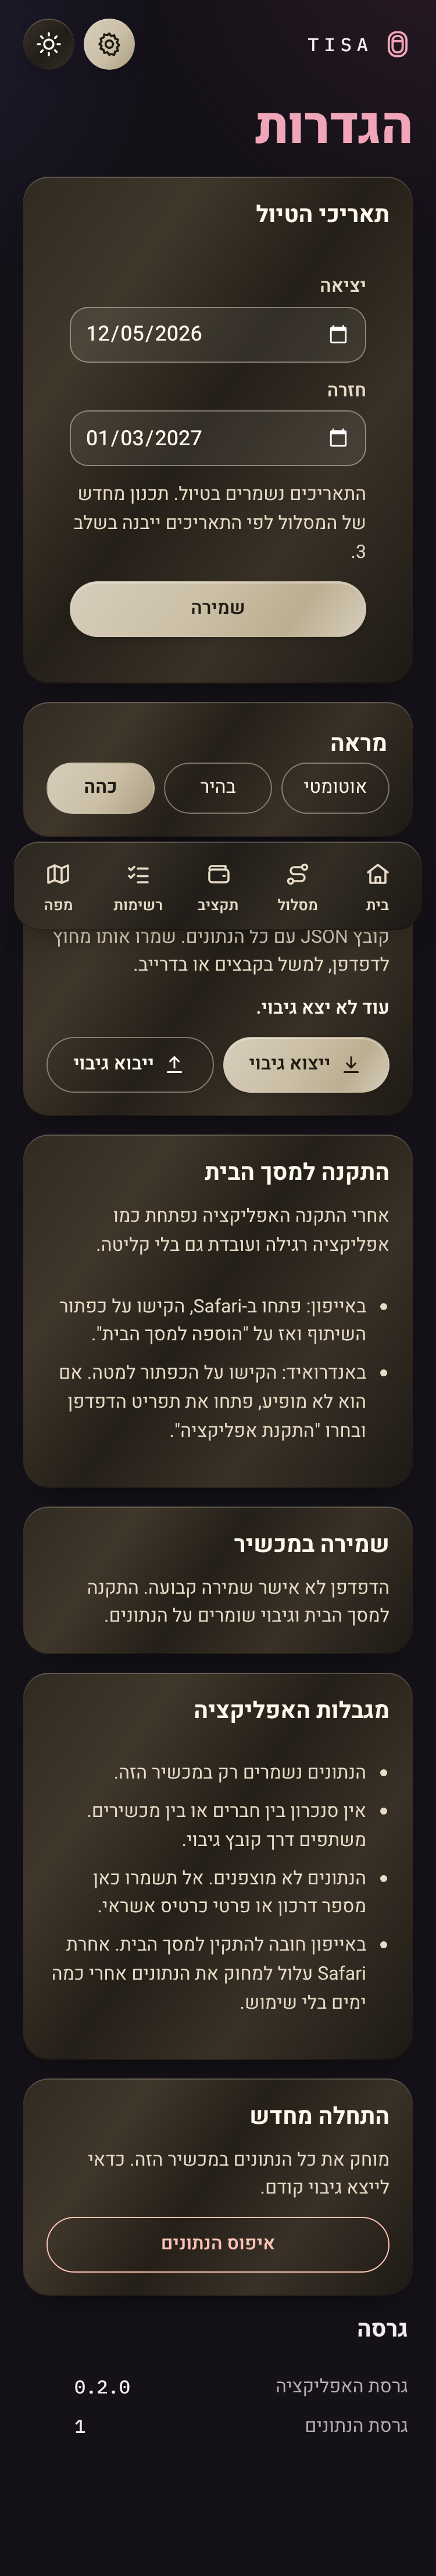 TISA
הגדרות
תאריכי הטיול
יציאה
12/05/2026
חזרה
01/03/2027
התאריכים נשמרים בטיול. תכנון מחדש
של המסלול לפי התאריכים ייבנה בשלב
3.
שמירה
מראה
אוטומטי
בהיר
כהה
בית
מסלול
תקציב
רשימות
מפה
קובץ JSON עם כל הנתונים. שמרו אותו מחוץ
לדפדפן, למשל בקבצים או בדרייב.
עוד לא יצא גיבוי.
ייצוא גיבוי
ייבוא גיבוי
התקנה למסך הבית
אחרי התקנה האפליקציה נפתחת כמו
אפליקציה רגילה ועובדת גם בלי קליטה.
• באייפון: פתחו ב-Safari, הקישו על כפתור
השיתוף ואז על "הוספה למסך הבית".
• באנדרואיד: הקישו על הכפתור למטה. אם
הוא לא מופיע, פתחו את תפריט הדפדפן
ובחרו "התקנת אפליקציה".
שמירה במכשיר
הדפדפן לא אישר שמירה קבועה. התקנה
למסך הבית וגיבוי שומרים על הנתונים.
מגבלות האפליקציה
• הנתונים נשמרים רק במכשיר הזה.
• אין סנכרון בין חברים או בין מכשירים.
משתפים דרך קובץ גיבוי.
• הנתונים לא מוצפנים. אל תשמרו כאן
מספר דרכון או פרטי כרטיס אשראי.
• באייפון חובה להתקין למסך הבית. אחרת
Safari עלול למחוק את הנתונים אחרי כמה
ימים בלי שימוש.
התחלה מחדש
מוחק את כל הנתונים במכשיר הזה. כדאי
לייצא גיבוי קודם.
איפוס הנתונים
גרסה
גרסת האפליקציה 0.2.0
גרסת הנתונים 1